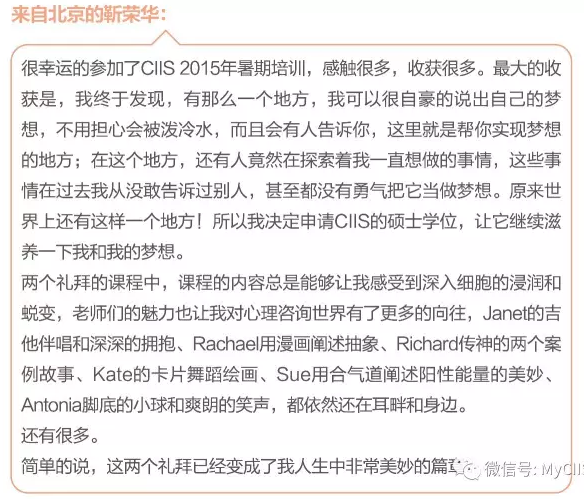 来自北京的靳荣华：
很幸运的参加了CIIS 2015年暑期培训，感触很多，收获很多。最大的收
获是，我终于发现，有那么一个地方，我可以很自豪的说出自己的梦
想，不用担心会被泼冷水，而且会有人告诉你，这里就是帮你实现梦想
的地方；在这个地方，还有人竟然在探索着我一直想做的事情，这些事
情在过去我从没敢告诉过别人，甚至都没有勇气把它当做梦想。原来世
界上还有这样一个地方！所以我决定申请CIIS的硕士学位，让它继续滋
养一下我和我的梦想。
两个礼拜的课程中，课程的内容总是能够让我感受到深入细胞的浸润和
蜕变，老师们的魅力也让我对心理咨询世界有了更多的向往，Janet的吉
他伴唱和深深的拥抱、Rachael用漫画阐述抽象、Richard传神的两个案
例故事、Kate的卡片舞蹈绘画、Sue用合气道阐述阳性能量的美妙、
Antonia脚底的小球和爽朗的笑声，都依然还在耳畔和身边。
还有很多。
简单的说，这两个礼拜已经变成了我人生中非常美妙的篇章
微信号: MyCIIS